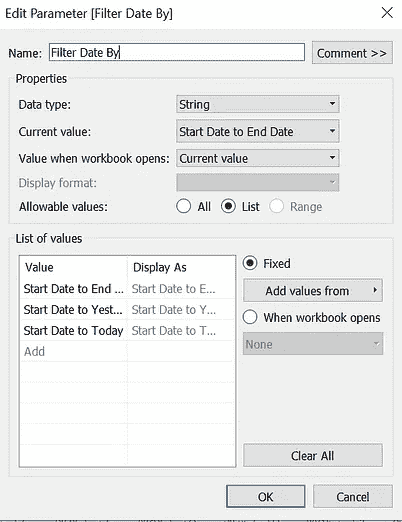 Edit Parameter [Filter Date By]
Name: Filter Date By Comment >>
Properties
Data type: String
Current value: Start Date to End Date
Value when workbook opens: Current value
Display format:
Allowable values: All List Range
List of values
Value Display As
Start Date to End ... Start Date to E...
Start Date to Yest... Start Date to Y...
Start Date to Today Start Date to T...
Add
Fixed
Add values from
When workbook opens
None
Clear All
OK Cancel